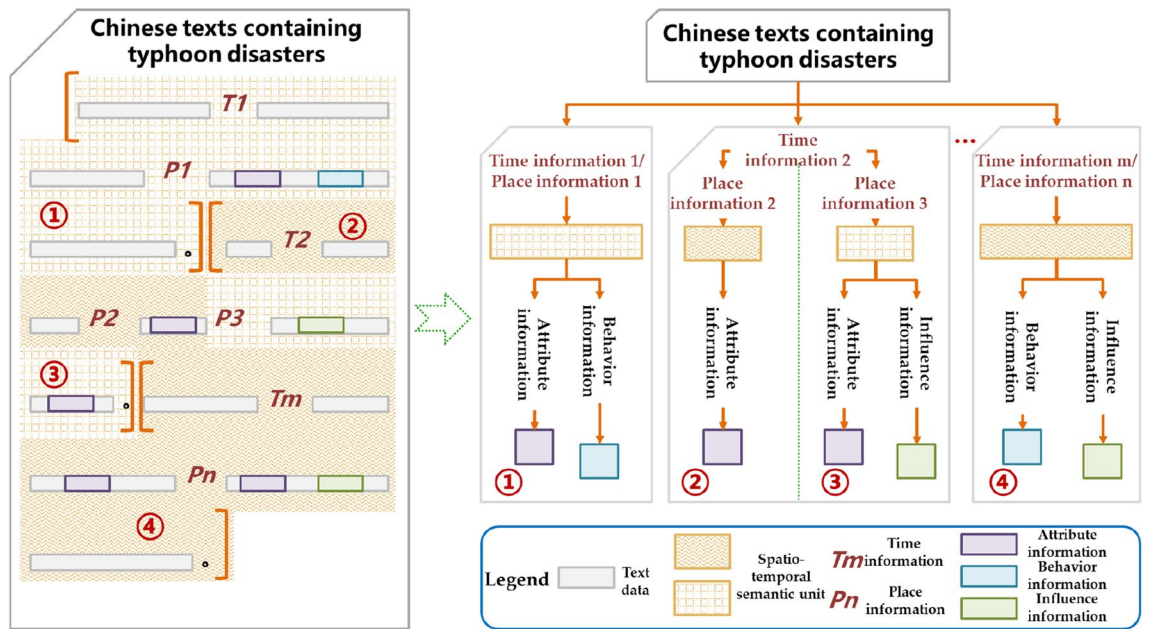 Chinese texts containing
typhoon disasters
T1
P1
①
T2
②
P2
P3
③
Tm
Pn
④
Chinese texts containing
typhoon disasters
Time information 1/
Place information 1
Attribute
information
Behavior
information
①
Time
information 2
Place
information 2
Attribute
information
②
Place
information 3
Attribute
information
Influence
information
③
...
Time information m/
Place information n
Behavior
information
Influence
information
④
Legend
Text
data
Spatio-
temporal
semantic unit
Tm
Time
information
Pn
Place
information
Attribute
information
Behavior
information
Influence
information